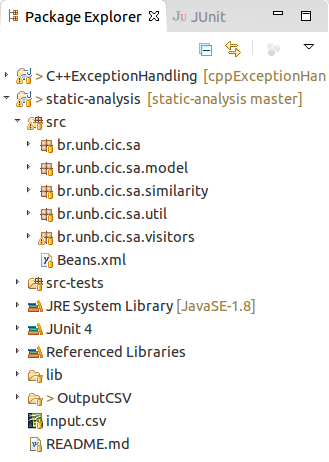 Package Explorer JUnit
> C++ExceptionHandling [cppExceptionHan
> static-analysis [static-analysis master]
src
br.unb.cic.sa
br.unb.cic.sa.model
br.unb.cic.sa.similarity
br.unb.cic.sa.util
br.unb.cic.sa.visitors
Beans.xml
src-tests
JRE System Library [JavaSE-1.8]
JUnit 4
Referenced Libraries
lib
> OutputCSV
input.csv
README.md